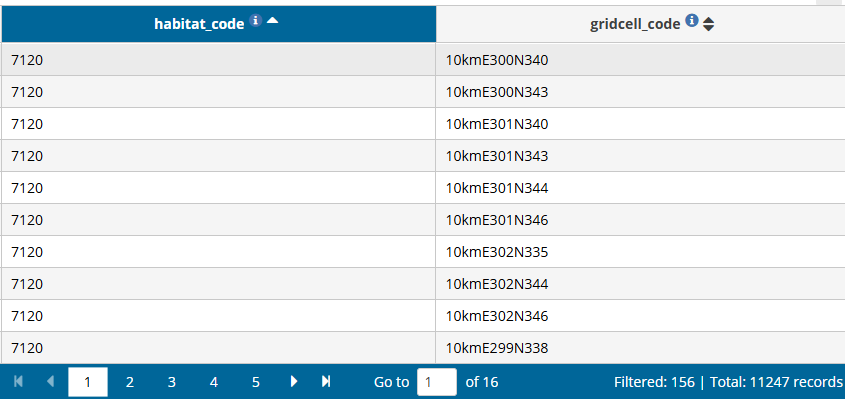 habitat_code gridcell_code
7120 10kmE300N340
7120 10kmE300N343
7120 10kmE301N340
7120 10kmE301N343
7120 10kmE301N344
7120 10kmE301N346
7120 10kmE302N335
7120 10kmE302N344
7120 10kmE302N346
7120 10kmE299N338
1 2 3 4 5 Go to 1 of 16 Filtered: 156 | Total: 11247 records